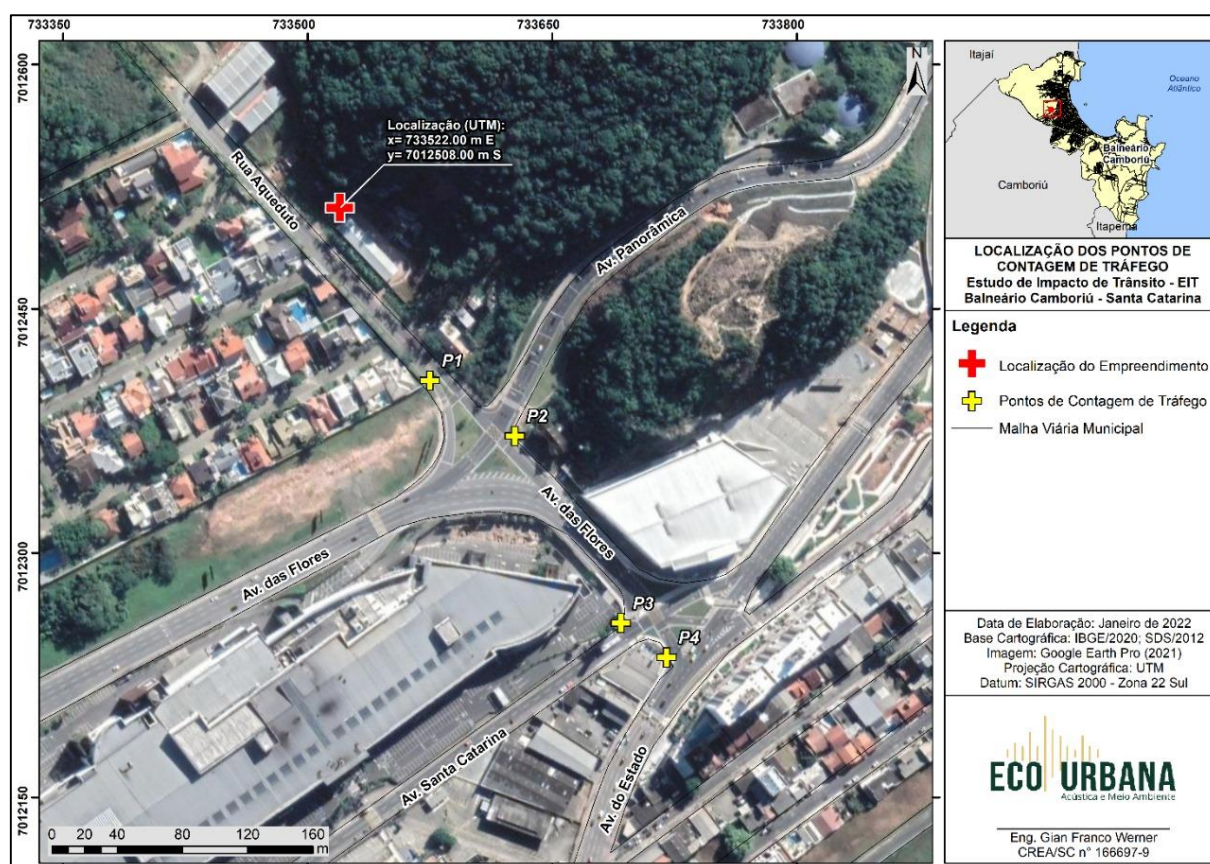 733350
733500
733650
733800
7012600
7012450
7012300
7012150
N
Localização (UTM):
x= 733522.00 m E
y= 7012508.00 m S
Rua Aqueduto
Av. Panorâmica
P1
P2
Av. das Flores
Av. das Flores
P3
P4
Av. Santa Catarina
Av. do Estado
0 20 40 80 120 160
m
Itajaí
Oceano
Atlântico
Balneário
Camboriú
Camboriú
Itapema
LOCALIZAÇÃO DOS PONTOS DE
CONTAGEM DE TRÁFEGO
Estudo de Impacto de Trânsito - EIT
Balneário Camboriú - Santa Catarina
Legenda
Localização do Empreendimento
Pontos de Contagem de Tráfego
Malha Viária Municipal
Data de Elaboração: Janeiro de 2022
Base Cartográfica: IBGE/2020; SDS/2012
Imagem: Google Earth Pro (2021)
Projeção Cartográfica: UTM
Datum: SIRGAS 2000 - Zona 22 Sul
ECO URBANA
Acústica e Meio Ambiente
Eng. Gian Franco Werner
CREA/SC n° 166697-9